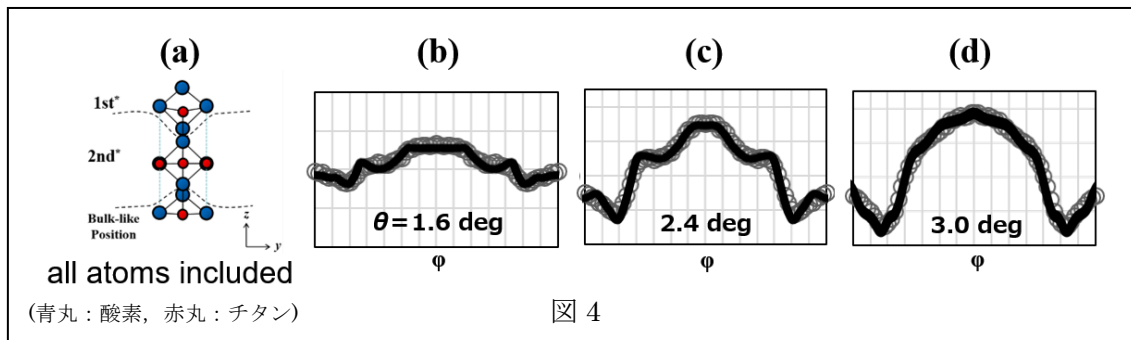 (a)
(b)
(c)
(d)
1st*
2nd*
Bulk-like
Position
z
y
all atoms included
(青丸：酸素，赤丸：チタン)
θ=1.6 deg
φ
2.4 deg
φ
3.0 deg
φ
図 4